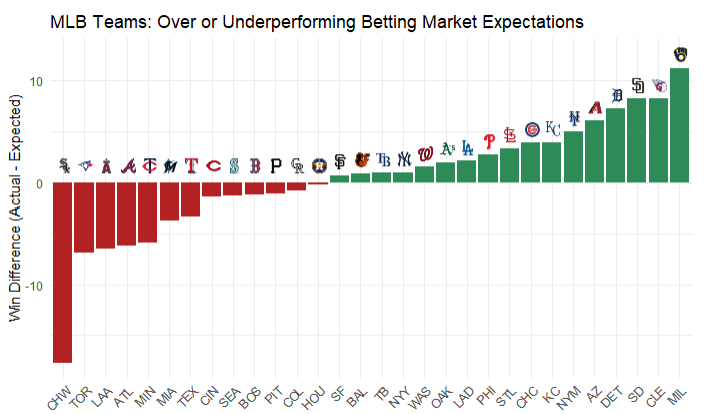 MLB Teams: Over or Underperforming Betting Market Expectations
Win Difference (Actual - Expected)
10
0
-10
CHW TOR LAA ATL MIN MIA TEX CIN SEA BOS PIT COL HOU SF BAL TB NYY WAS OAK LAD PHI STL CHC KC NYM AZ DET SD CLE MIL